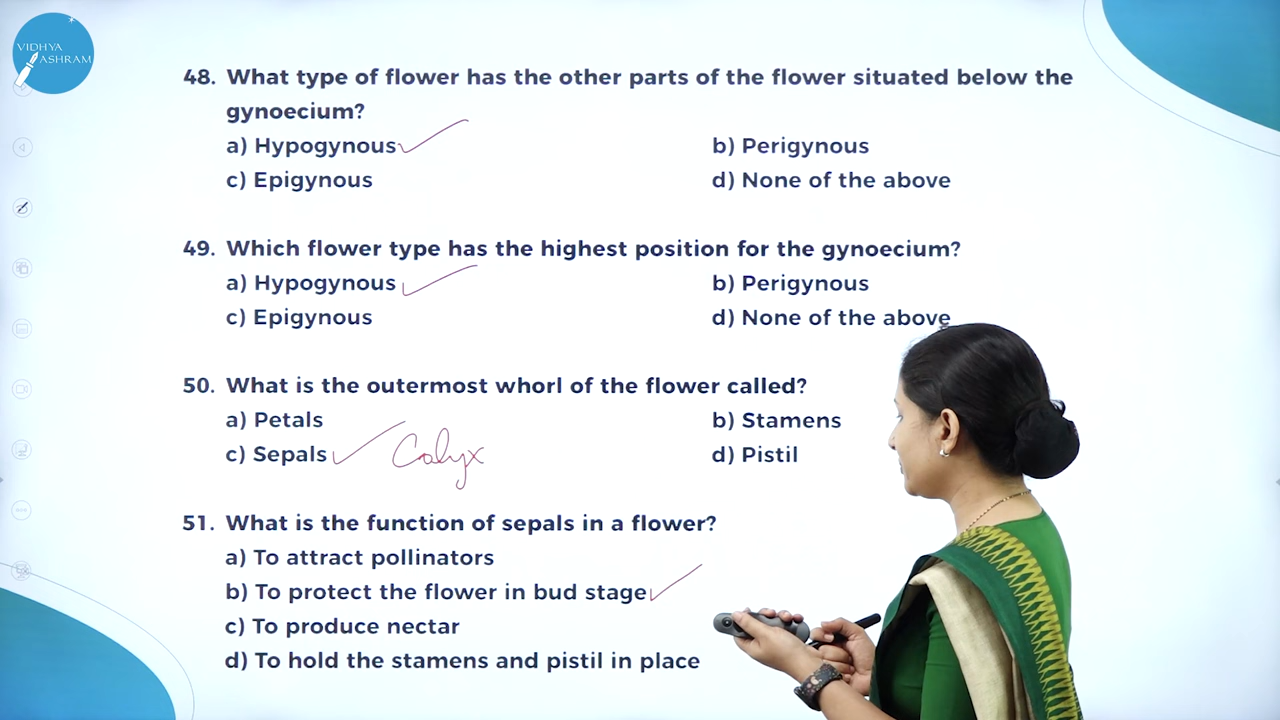 VIDHYA
ASHRAM
48. What type of flower has the other parts of the flower situated below the
gynoecium?
a) Hypogynous
b) Perigynous
c) Epigynous
d) None of the above
49. Which flower type has the highest position for the gynoecium?
a) Hypogynous
b) Perigynous
c) Epigynous
d) None of the above
50. What is the outermost whorl of the flower called?
a) Petals
b) Stamens
c) Sepals
Calyx
d) Pistil
51. What is the function of sepals in a flower?
a) To attract pollinators
b) To protect the flower in bud stage
c) To produce nectar
d) To hold the stamens and pistil in place